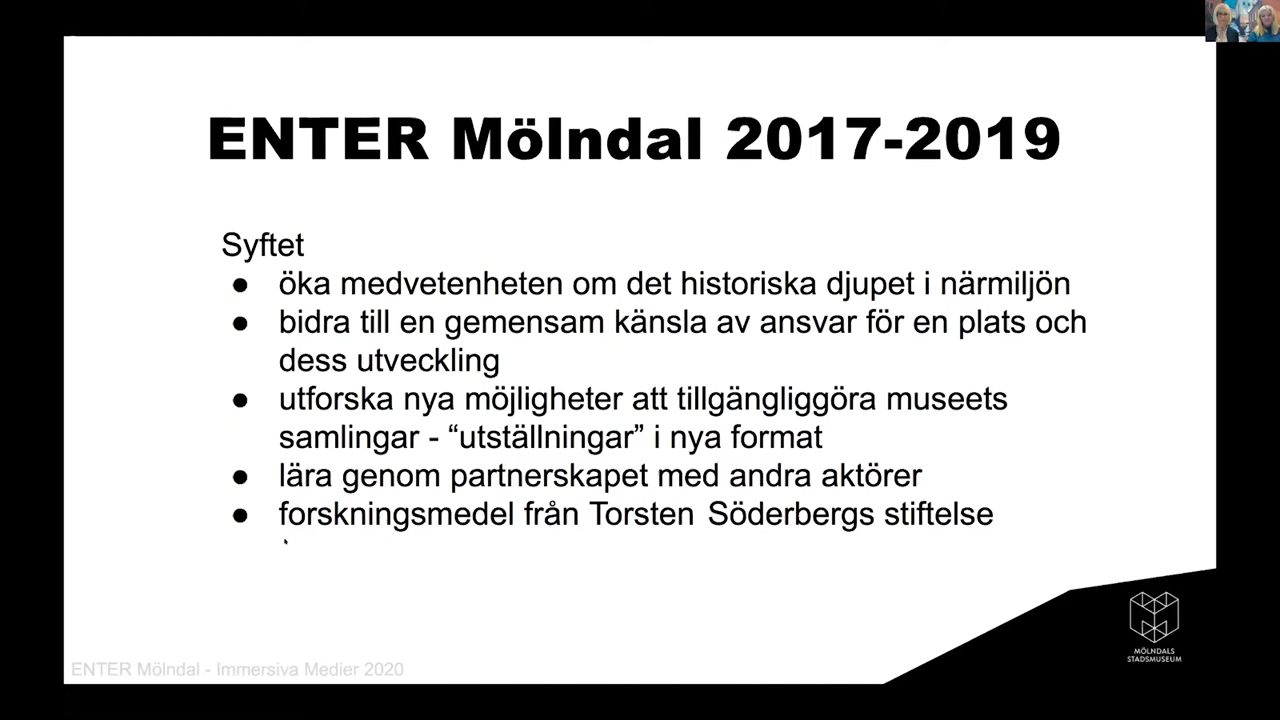 ENTER Mölndal 2017-2019
Syftet
● öka medvetenheten om det historiska djupet i närmiljön
● bidra till en gemensam känsla av ansvar för en plats och
dess utveckling
● utforska nya möjligheter att tillgängliggöra museets
samlingar - “utställningar” i nya format
● lära genom partnerskapet med andra aktörer
● forskningsmedel från Torsten Söderbergs stiftelse
MÖLNDALS
STADSMUSEUM
ENTER Mölndal - Immersiva Medier 2020